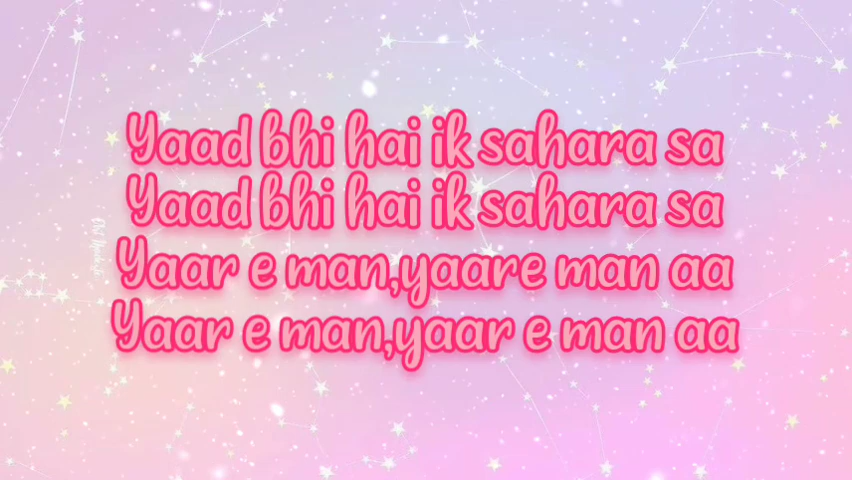 Yaad bhi hai ik sahara sa
Yaad bhi hai ik sahara sa
Yaar e man,yaare man aa
Yaar e man,yaar e man aa